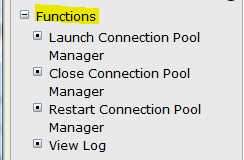 Functions
Launch Connection Pool
Manager
Close Connection Pool
Manager
Restart Connection Pool
Manager
View Log